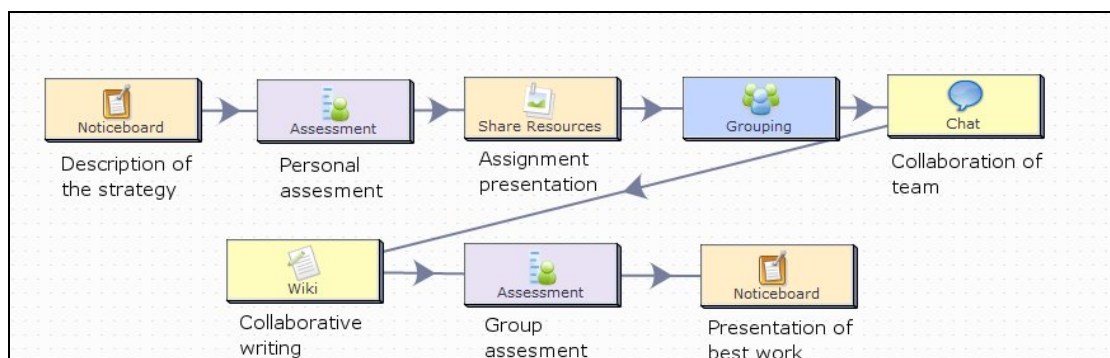 Noticeboard
Assessment
Share Resources
Grouping
Chat
Description of
the strategy
Personal
assesment
Assignment
presentation
Collaboration of
team
Wiki
Assessment
Noticeboard
Collaborative
writing
Group
assesment
Presentation of
best work